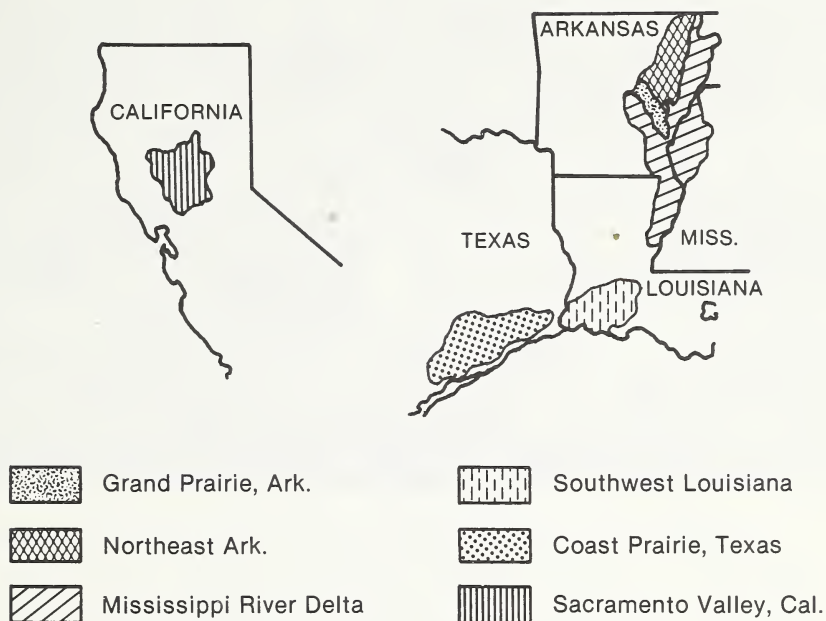 CALIFORNIA
ARKANSAS
TEXAS
MISS.
LOUISIANA
Grand Prairie, Ark.
Northeast Ark.
Mississippi River Delta
Southwest Louisiana
Coast Prairie, Texas
Sacramento Valley, Cal.